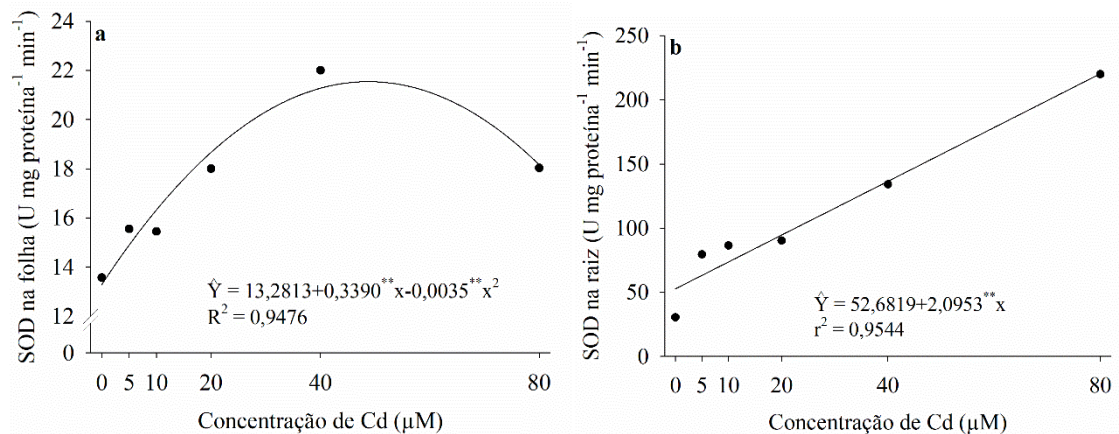 a
SOD na folha (U mg proteína⁻¹ min⁻¹)
24
22
20
18
16
14
12
0
Ŷ = 13,2813+0,3390**x-0,0035**x²
R² = 0,9476
0 5 10 20 40 80
Concentração de Cd (µM)
b
SOD na raiz (U mg proteína⁻¹ min⁻¹)
250
200
150
100
50
0
Ŷ = 52,6819+2,0953**x
r² = 0,9544
0 5 10 20 40 80
Concentração de Cd (µM)